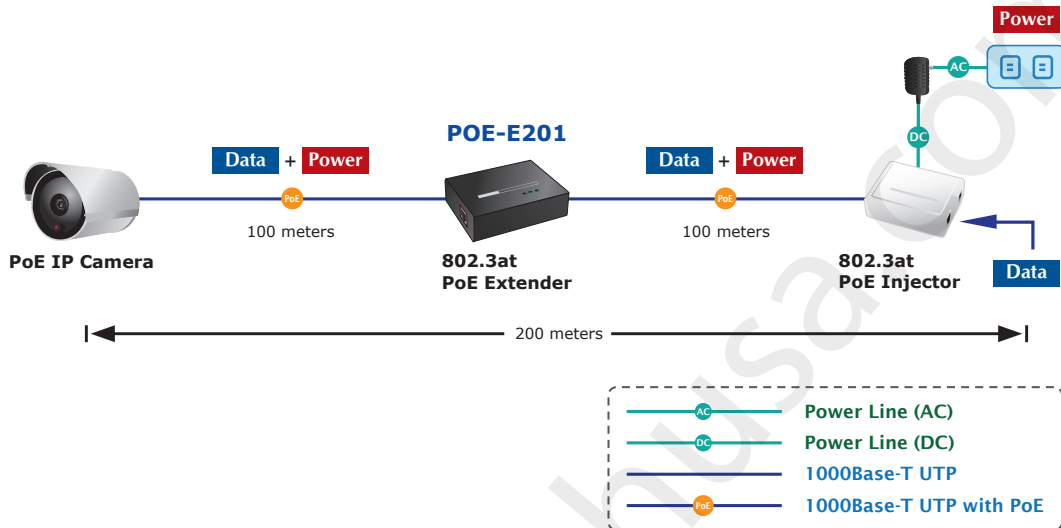 Power
AC
DC
POE-E201
Data + Power
Data + Power
PoE
PoE
100 meters
100 meters
PoE IP Camera
802.3at
PoE Extender
802.3at
PoE Injector
Data
200 meters
AC Power Line (AC)
DC Power Line (DC)
1000Base-T UTP
PoE 1000Base-T UTP with PoE
husa.com